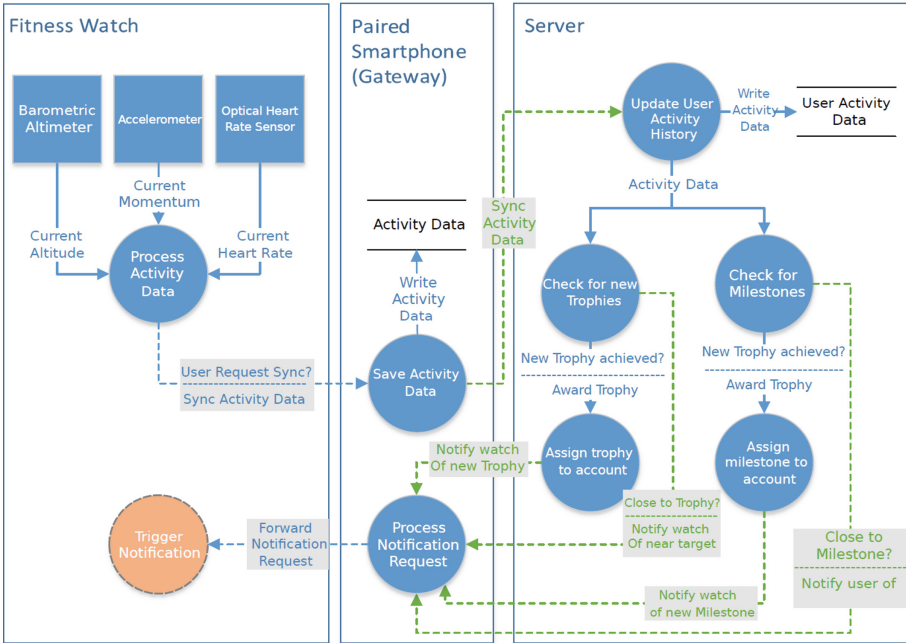 Fitness Watch
Paired
Smartphone
(Gateway)
Server
Barometric
Altimeter
Accelerometer
Optical Heart
Rate Sensor
Current
Momentum
Current
Altitude
Current
Heart Rate
Process
Activity
Data
User Request Sync?
Sync Activity Data
Activity Data
Write
Activity
Data
Save Activity
Data
Sync
Activity
Data
Update User
Activity
History
Write
Activity
Data
User Activity
Data
Activity Data
Check for new
Trophies
Check for
Milestones
New Trophy achieved?
Award Trophy
New Trophy achieved?
Award Trophy
Assign trophy
to account
Assign
milestone to
account
Notify watch
Of new Trophy
Close to Trophy?
Notify watch
Of near target
Close to
Milestone?
Notify user of
Notify watch
of new Milestone
Process
Notification
Request
Forward
Notification
Request
Trigger
Notification